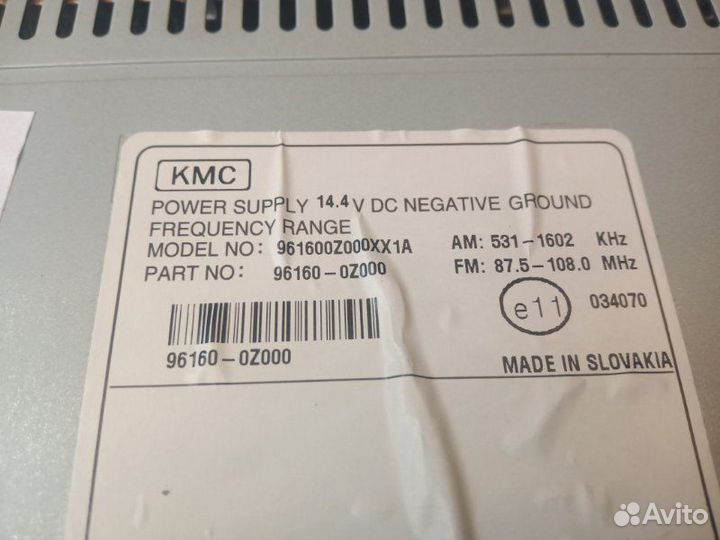 KMC
POWER SUPPLY 14.4 V DC NEGATIVE GROUND
FREQUENCY RANGE
MODEL NO: 961600Z000XX1A AM: 531-1602 KHz
PART NO: 96160-0Z000 FM: 87.5-108.0 MHz
e11 034070
96160-0Z000
MADE IN SLOVAKIA
Avito